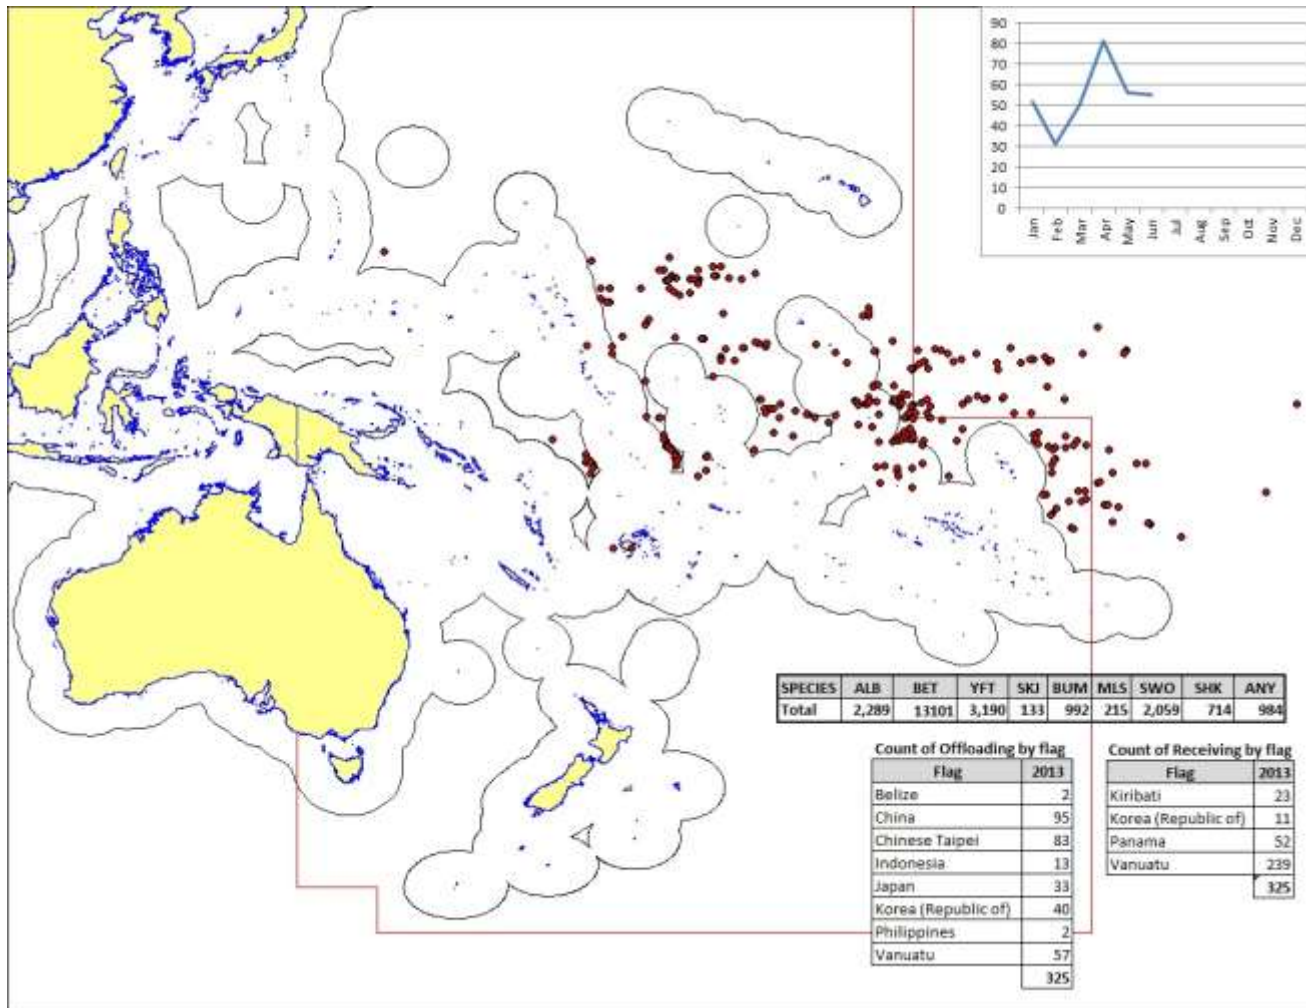 90
80
70
60
50
40
30
20
10
0
Jan Feb Mar Apr May Jun Jul Aug Sep Oct Nov Dec
SPECIES ALB BET YFT SKJ BUM MLS SWO SHK ANY
Total 2,289 13101 3,190 133 992 215 2,059 714 984
Count of Offloading by flag
Flag 2013
Belize 2
China 95
Chinese Taipei 83
Indonesia 13
Japan 33
Korea (Republic of) 40
Philippines 2
Vanuatu 57
325
Count of Receiving by flag
Flag 2013
Kiribati 23
Korea (Republic of) 11
Panama 52
Vanuatu 239
325